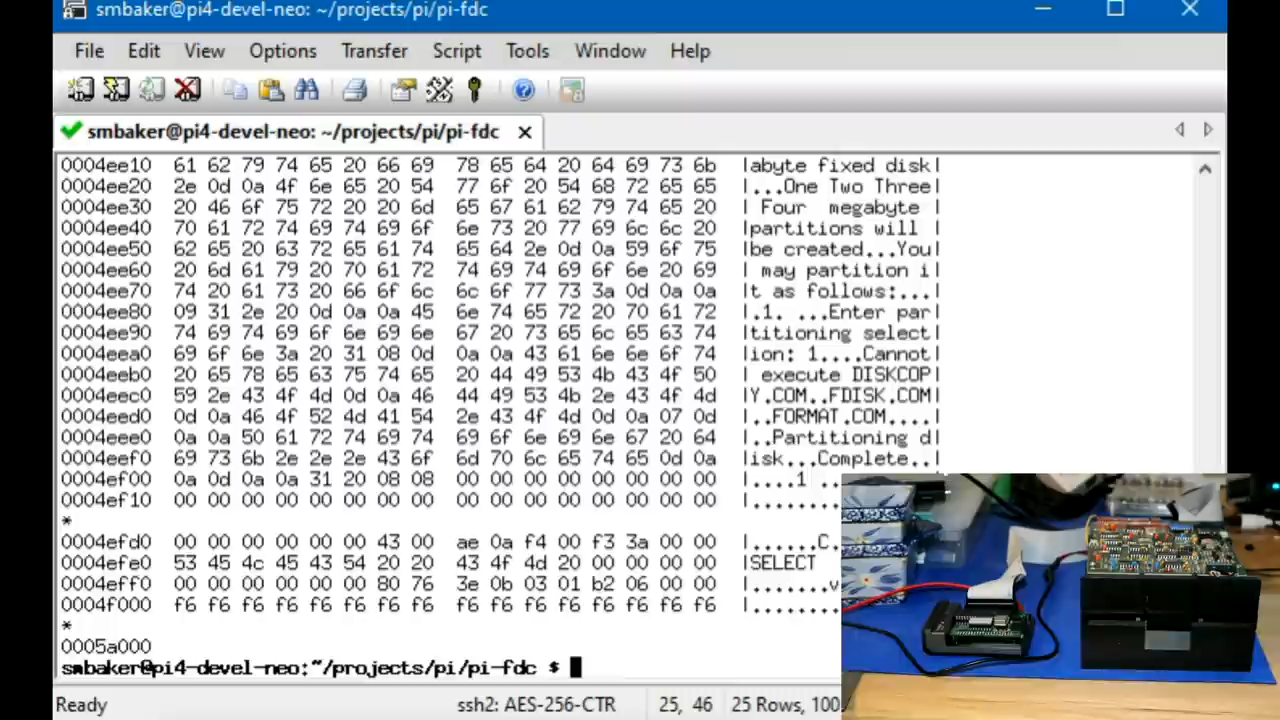 smbaker@pi4-devel-neo: ~/projects/pi/pi-fdc
File Edit View Options Transfer Script Tools Window Help
smbaker@pi4-devel-neo: ~/projects/pi/pi-fdc
0004ee10 61 62 79 74 65 20 66 69 78 65 64 20 64 69 73 6b |abyte fixed disk|
0004ee20 2e 0d 0a 4f 6e 65 20 54 77 6f 20 54 68 72 65 65 |...One Two Three|
0004ee30 20 46 6f 75 72 20 20 6d 65 67 61 62 79 74 65 20 | Four  megabyte |
0004ee40 70 61 72 74 69 74 69 6f 6e 73 20 77 69 6c 6c 20 |partitions will |
0004ee50 62 65 20 63 72 65 61 74 65 64 2e 0d 0a 59 6f 75 |be created...You|
0004ee60 20 6d 61 79 20 70 61 72 74 69 74 69 6f 6e 20 69 | may partition i|
0004ee70 74 20 61 73 20 66 6f 6c 6c 6f 77 73 3a 0d 0a 0a |t as follows:...|
0004ee80 09 31 2e 20 0d 0a 0a 45 6e 74 65 72 20 70 61 72 |.1. ...Enter par|
0004ee90 74 69 74 69 6f 6e 69 6e 67 20 73 65 6c 65 63 74 |titioning select|
0004eea0 69 6f 6e 3a 20 31 08 0d 0a 0a 43 61 6e 6e 6f 74 |ion: 1....Cannot|
0004eeb0 20 65 78 65 63 75 74 65 20 44 49 53 4b 43 4f 50 | execute DISKCOP|
0004eec0 59 2e 43 4f 4d 0d 0a 46 44 49 53 4b 2e 43 4f 4d |Y.COM..FDISK.COM|
0004eed0 0d 0a 46 4f 52 4d 41 54 2e 43 4f 4d 0d 0a 07 0d |..FORMAT.COM....|
0004eee0 0a 0a 50 61 72 74 69 74 69 6f 6e 69 6e 67 20 64 |..Partitioning d|
0004eef0 69 73 6b 2e 2e 2e 43 6f 6d 70 6c 65 74 65 0d 0a |isk...Complete..|
0004ef00 0a 0d 0a 0a 31 20 08 08 00 00 00 00 00 00 00 00 |....1 ..
0004ef10 00 00 00 00 00 00 00 00 00 00 00 00 00 00 00 00 |........
*
0004efd0 00 00 00 00 00 00 43 00 ae 0a f4 00 f3 3a 00 00 |......C.
0004efe0 53 45 4c 45 43 54 20 20 43 4f 4d 20 00 00 00 00 |SELECT
0004eff0 00 00 00 00 00 00 80 76 3e 0b 03 01 b2 06 00 00 |.......v
0004f000 f6 f6 f6 f6 f6 f6 f6 f6 f6 f6 f6 f6 f6 f6 f6 f6 |........
*
0005a000
smbaker@pi4-devel-neo:~/projects/pi/pi-fdc $
Ready ssh2: AES-256-CTR 25, 46 25 Rows, 100